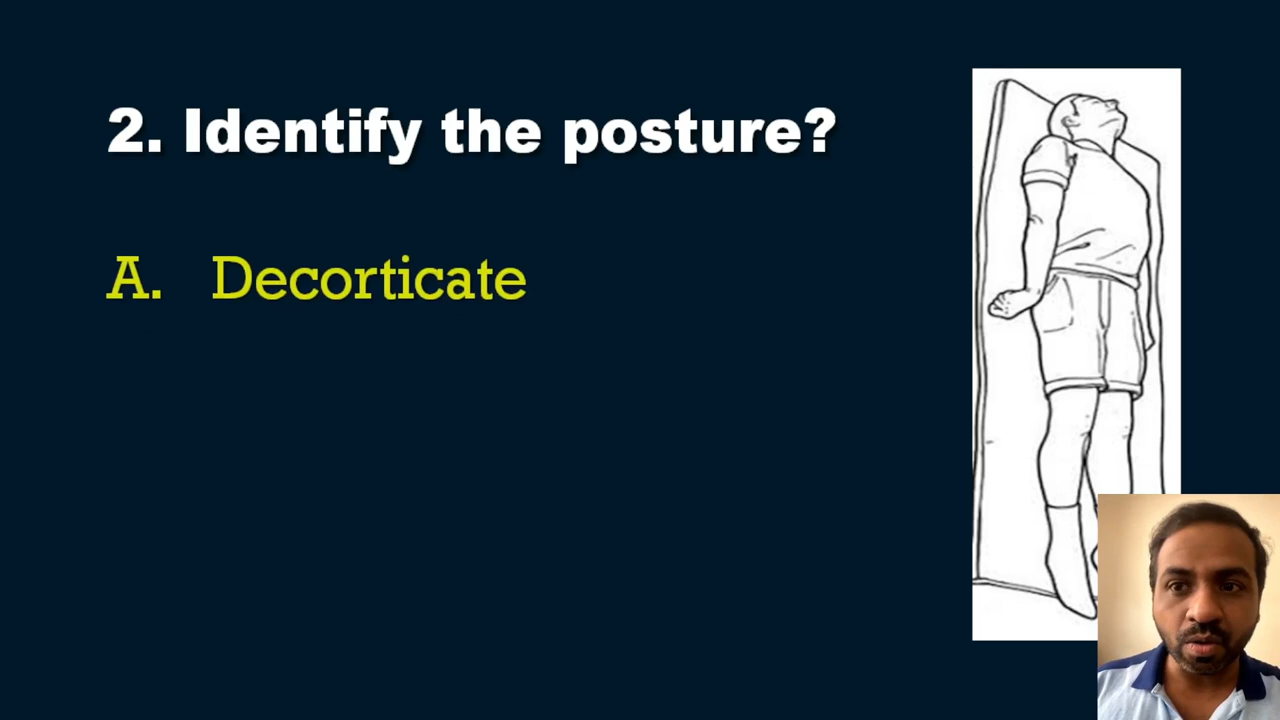 2. Identify the posture?
A. Decorticate